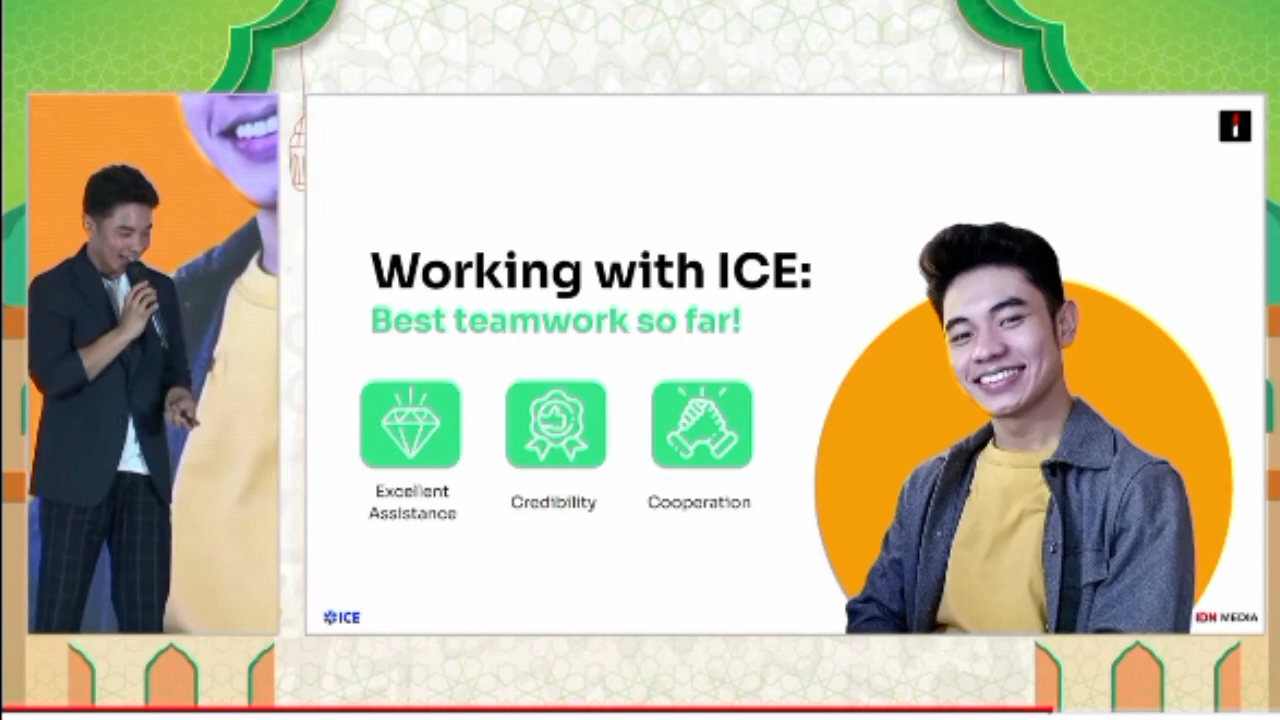 Working with ICE:
Best teamwork so far!
Excellent
Assistance
Credibility
Cooperation
ICE
IDN MEDIA